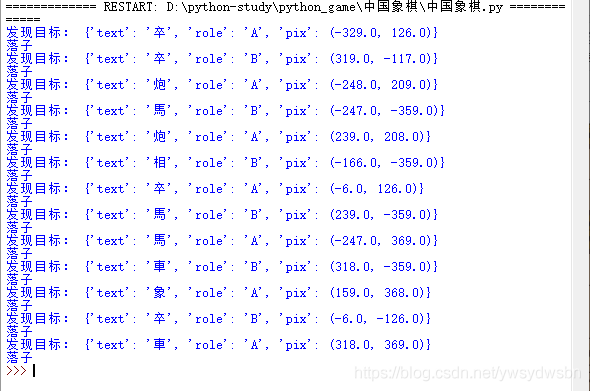 ============== RESTART: D:\python-study\python_game\中国象棋\中国象棋.py =========
=====
发现目标： {'text': '卒', 'role': 'A', 'pix': (-329.0, 126.0)}
落子
发现目标： {'text': '卒', 'role': 'B', 'pix': (319.0, -117.0)}
落子
发现目标： {'text': '炮', 'role': 'A', 'pix': (-248.0, 209.0)}
落子
发现目标： {'text': '馬', 'role': 'B', 'pix': (-247.0, -359.0)}
落子
发现目标： {'text': '炮', 'role': 'A', 'pix': (239.0, 208.0)}
落子
发现目标： {'text': '相', 'role': 'B', 'pix': (-166.0, -359.0)}
落子
发现目标： {'text': '卒', 'role': 'A', 'pix': (-6.0, 126.0)}
落子
发现目标： {'text': '馬', 'role': 'B', 'pix': (239.0, -359.0)}
落子
发现目标： {'text': '馬', 'role': 'A', 'pix': (-247.0, 369.0)}
落子
发现目标： {'text': '車', 'role': 'B', 'pix': (318.0, -359.0)}
落子
发现目标： {'text': '象', 'role': 'A', 'pix': (159.0, 368.0)}
落子
发现目标： {'text': '卒', 'role': 'B', 'pix': (-6.0, -126.0)}
落子
发现目标： {'text': '車', 'role': 'A', 'pix': (318.0, 369.0)}
落子
>>>
https://blog.csdn.net/ywsydwsbn